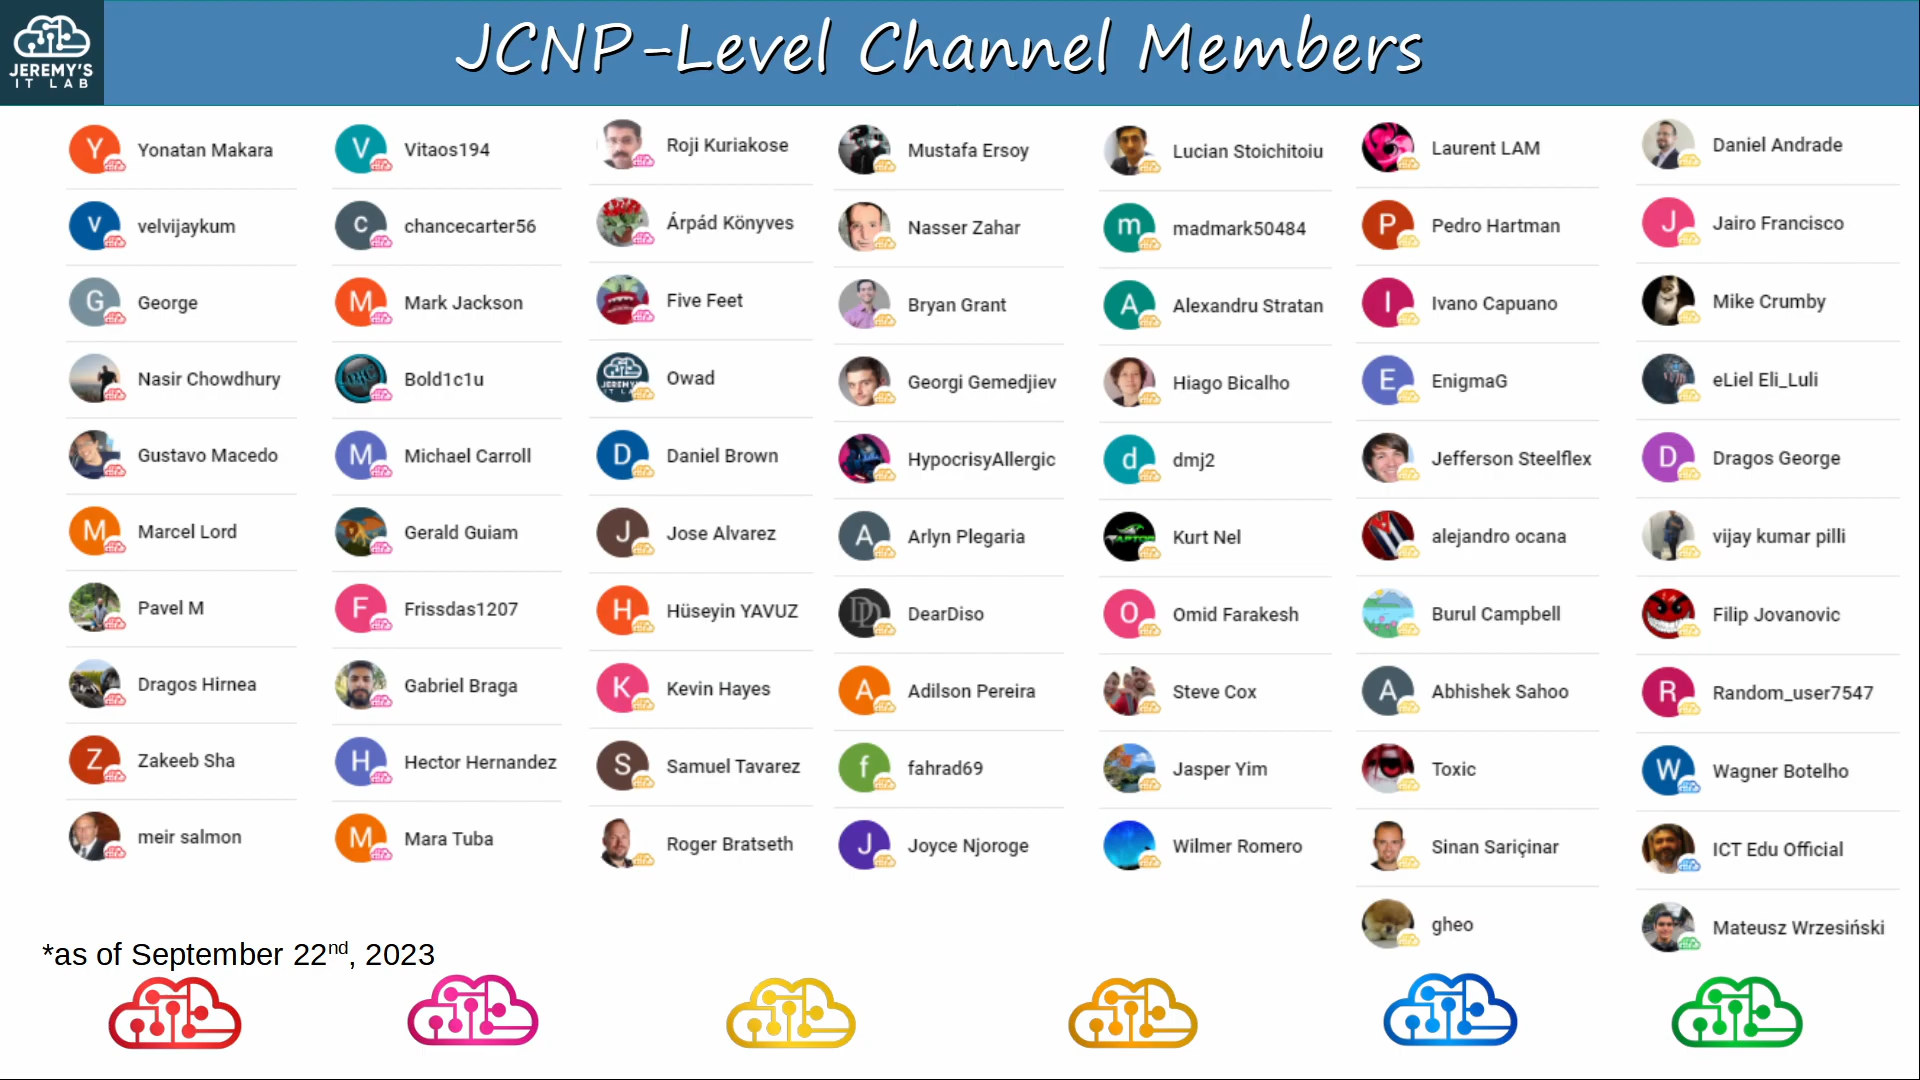 JEREMY'S
IT LAB
JCNP-Level Channel Members
Y Yonatan Makara
v velvijaykum
G George
Nasir Chowdhury
Gustavo Macedo
M Marcel Lord
Pavel M
Dragos Hirnea
Z Zakeeb Sha
meir salmon
V Vitaos194
c chancecarter56
M Mark Jackson
Bold1c1u
M Michael Carroll
Gerald Guiam
F Frissdas1207
Gabriel Braga
H Hector Hernandez
M Mara Tuba
Roji Kuriakose
Árpád Könyves
Five Feet
Owad
D Daniel Brown
J Jose Alvarez
H Hüseyin YAVUZ
K Kevin Hayes
S Samuel Tavarez
Roger Bratseth
Mustafa Ersoy
Nasser Zahar
Bryan Grant
Georgi Gemedjiev
HypocrisyAllergic
A Arlyn Plegaria
DearDiso
A Adilson Pereira
f fahrad69
J Joyce Njoroge
Lucian Stoichitoiu
m madmark50484
A Alexandru Stratan
Hiago Bicalho
d dmj2
Kurt Nel
O Omid Farakesh
Steve Cox
Jasper Yim
Wilmer Romero
Laurent LAM
P Pedro Hartman
I Ivano Capuano
E EnigmaG
Jefferson Steelflex
alejandro ocana
Burul Campbell
A Abhishek Sahoo
Toxic
Sinan Sariçinar
gheo
Daniel Andrade
J Jairo Francisco
Mike Crumby
eLiel Eli_Luli
D Dragos George
vijay kumar pilli
Filip Jovanovic
R Random_user7547
W Wagner Botelho
ICT Edu Official
Mateusz Wrzesiński
*as of September 22nd, 2023